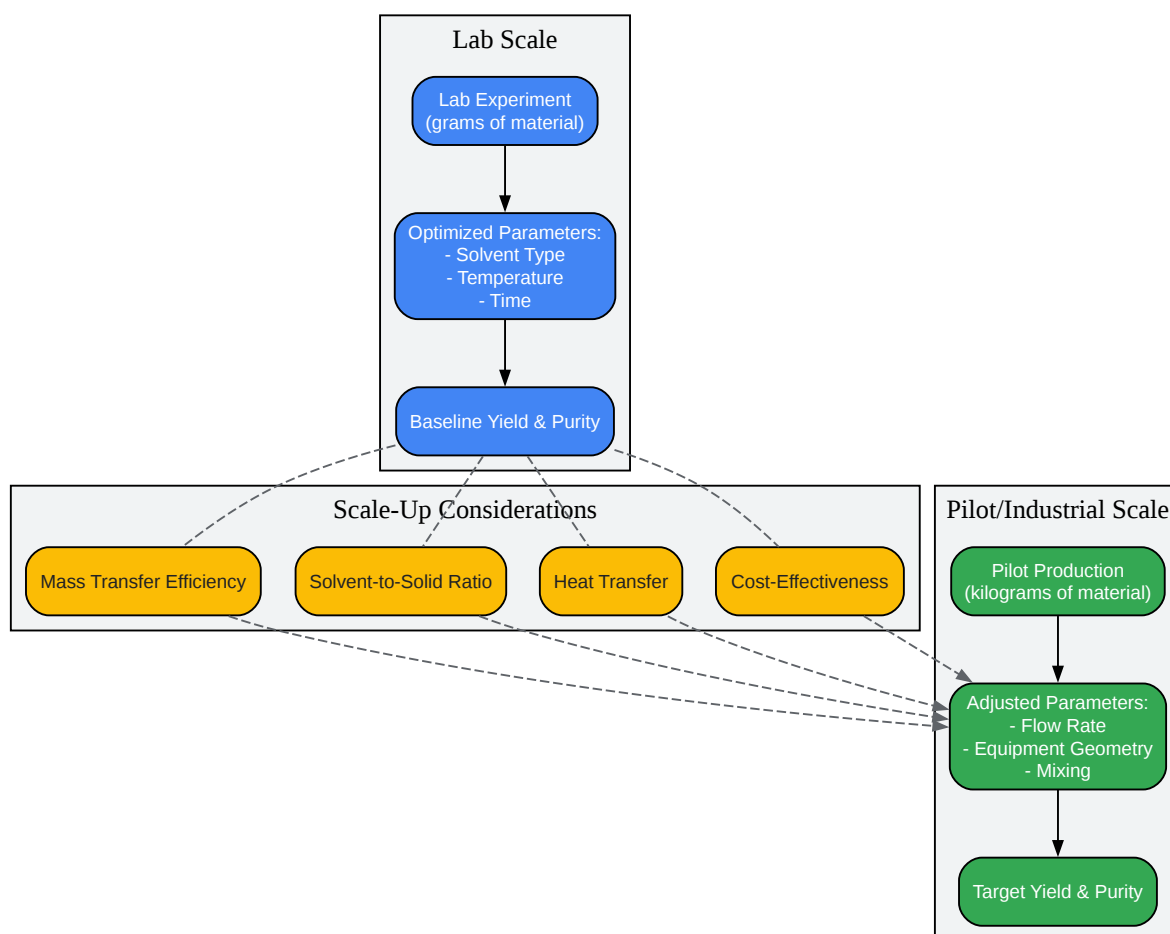 Lab Scale
Lab Experiment
(grams of material)
Optimized Parameters:
- Solvent Type
- Temperature
- Time
Baseline Yield & Purity
Scale-Up Considerations
Mass Transfer Efficiency
Solvent-to-Solid Ratio
Heat Transfer
Cost-Effectiveness
Pilot/Industrial Scale
Pilot Production
(kilograms of material)
Adjusted Parameters:
- Flow Rate
- Equipment Geometry
- Mixing
Target Yield & Purity